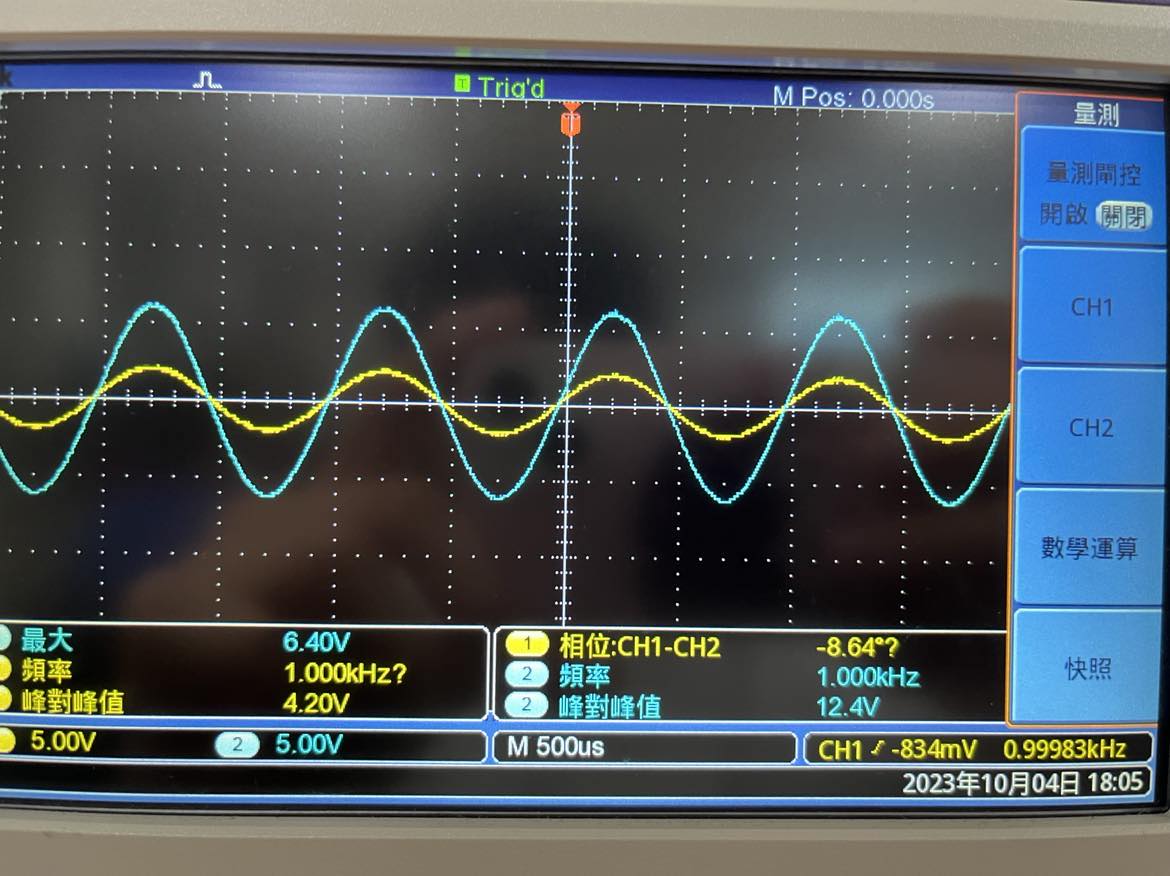 k Trig'd M Pos: 0.000s
量測
量測閘控
開啟 關閉
CH1
CH2
數學運算
快照
最大 6.40V
頻率 1.000kHz?
峰對峰值 4.20V
1 相位:CH1-CH2 -8.64°?
2 頻率 1.000kHz
2 峰對峰值 12.4V
5.00V 2 5.00V M 500us CH1 -834mV 0.99983kHz
2023年10月04日 18:05